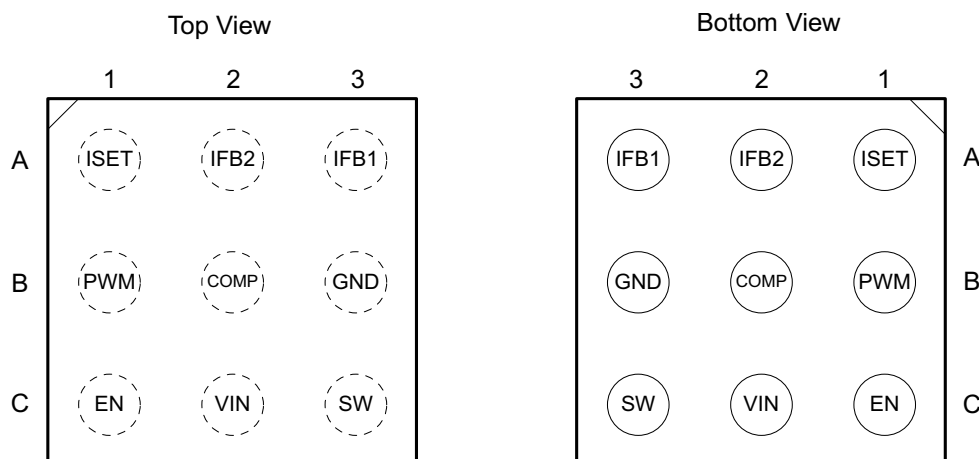 Top View
Bottom View
1 2 3
3 2 1
A ISET IFB2 IFB1
IFB1 IFB2 ISET A
B PWM COMP GND
GND COMP PWM B
C EN VIN SW
SW VIN EN C